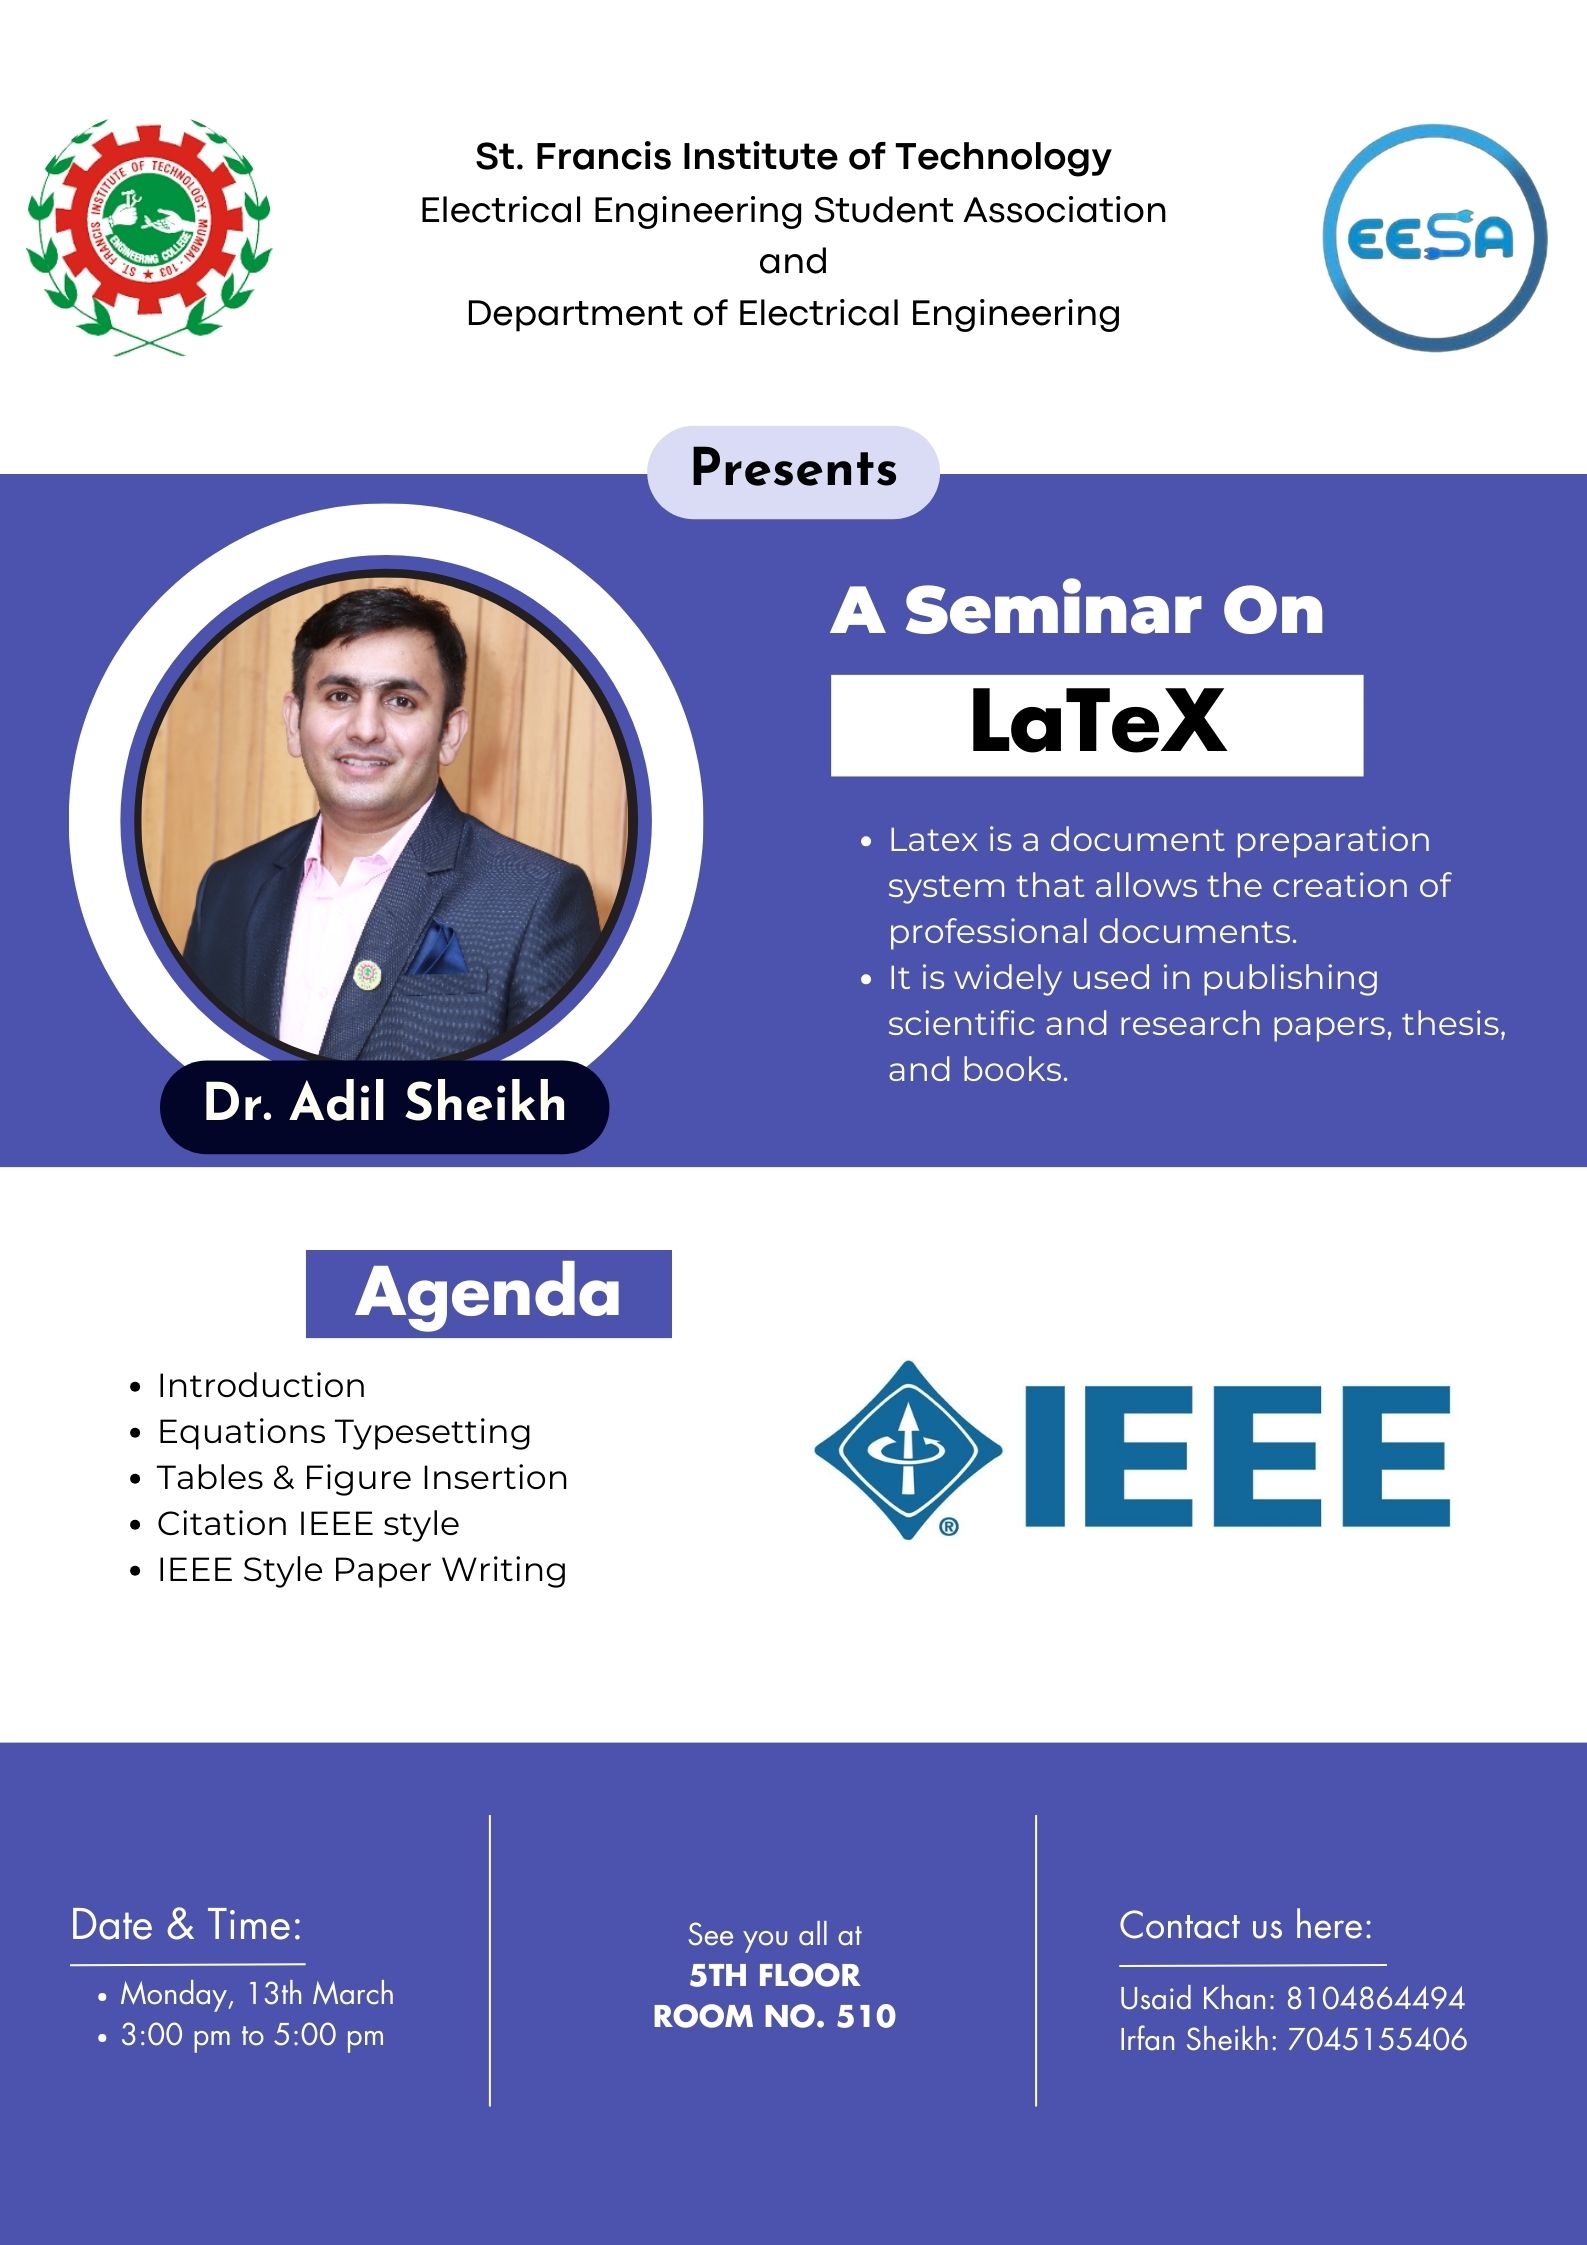 INSTITUTE OF TECHNOLOGY, MUMBAI - 103
ST. FRANCIS
ENGINEERING COLLEGE
St. Francis Institute of Technology
Electrical Engineering Student Association
and
Department of Electrical Engineering
EESA
Presents
A Seminar On
LaTeX
• Latex is a document preparation
system that allows the creation of
professional documents.
• It is widely used in publishing
scientific and research papers, thesis,
and books.
Dr. Adil Sheikh
Agenda
• Introduction
• Equations Typesetting
• Tables & Figure Insertion
• Citation IEEE style
• IEEE Style Paper Writing
IEEE
®
Date & Time:
• Monday, 13th March
• 3:00 pm to 5:00 pm
See you all at
5TH FLOOR
ROOM NO. 510
Contact us here:
Usaid Khan: 8104864494
Irfan Sheikh: 7045155406